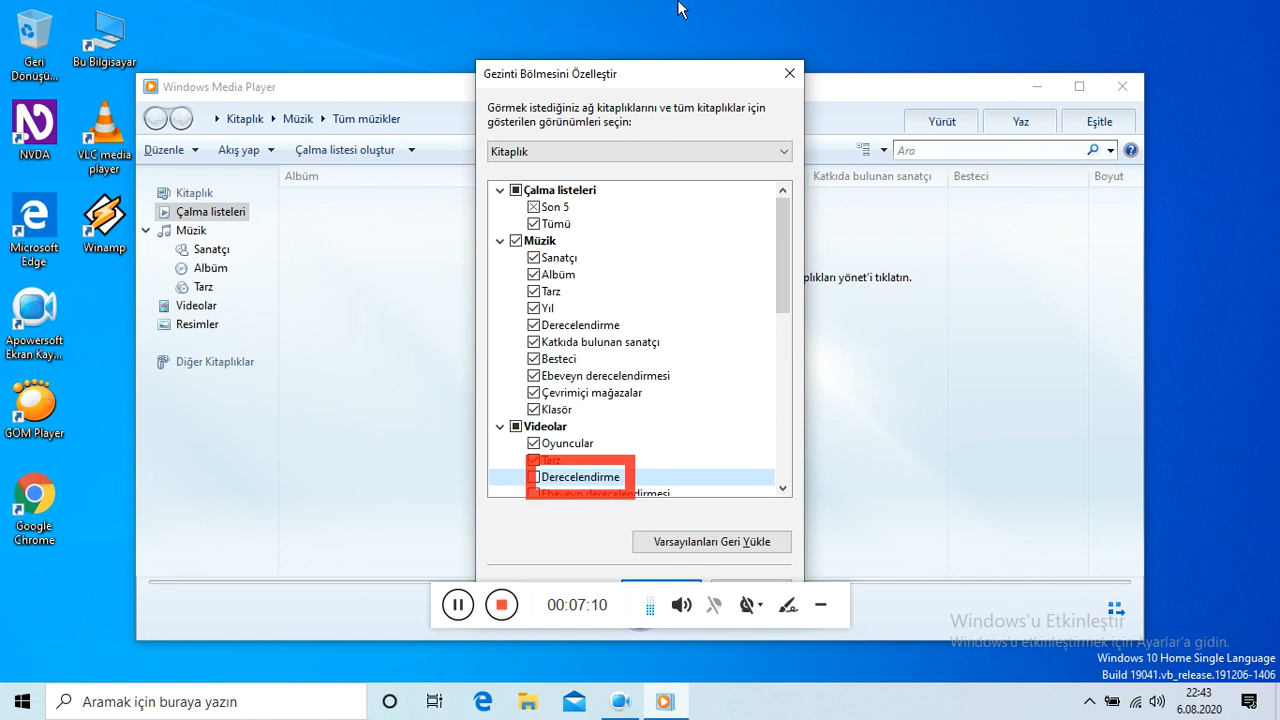 Geri
Dönüşü...
Bu Bilgisayar
NVDA
VLC media
player
Microsoft
Edge
Winamp
Apowersoft
Ekran Kay...
GOM Player
Google
Chrome
Windows Media Player
Kitaplık
Müzik
Tüm müzikler
Yürüt
Yaz
Eşitle
Düzenle
Akış yap
Çalma listesi oluştur
Ara
Kitaplık
Çalma listeleri
Müzik
Sanatçı
Albüm
Tarz
Videolar
Resimler
Diğer Kitaplıklar
Albüm
Katkıda bulunan sanatçı
Besteci
Boyut
yönet'i tıklatın.
Gezinti Bölmesini Özelleştir
Görmek istediğiniz ağ kitaplıklarını ve tüm kitaplıklar için
gösterilen görünümleri seçin:
Kitaplık
Çalma listeleri
Son 5
Tümü
Müzik
Sanatçı
Albüm
Tarz
Yıl
Derecelendirme
Katkıda bulunan sanatçı
Besteci
Ebeveyn derecelendirmesi
Çevrimiçi mağazalar
Klasör
Videolar
Oyuncular
Tarz
Derecelendirme
Ebeveyn derecelendirmesi
Varsayılanları Geri Yükle
00:07:10
Windows'u Etkinleştir
Windows'u etkinleştirmek için Ayarlar'a gidin.
Windows 10 Home Single Language
Build 19041.vb_release.191206-1406
Aramak için buraya yazın
22:43
6.08.2020